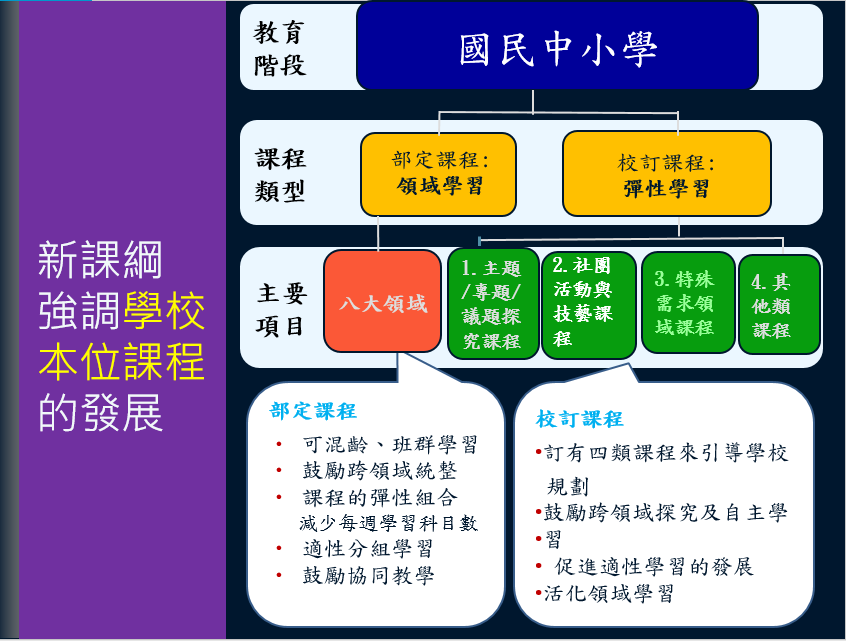 新課綱
強調學校
本位課程
的發展
教育
階段
國民中小學
課程
類型
部定課程:
領域學習
校訂課程:
彈性學習
主要
項目
八大領域
1.主題
/專題/
議題探
究課程
2.社團
活動與
技藝課
程
3.特殊
需求領
域課程
4.其
他類
課程
部定課程
• 可混齡、班群學習
• 鼓勵跨領域統整
• 課程的彈性組合
減少每週學習科目數
• 適性分組學習
• 鼓勵協同教學
校訂課程
•訂有四類課程來引導學校
規劃
•鼓勵跨領域探究及自主學
•習
• 促進適性學習的發展
•活化領域學習